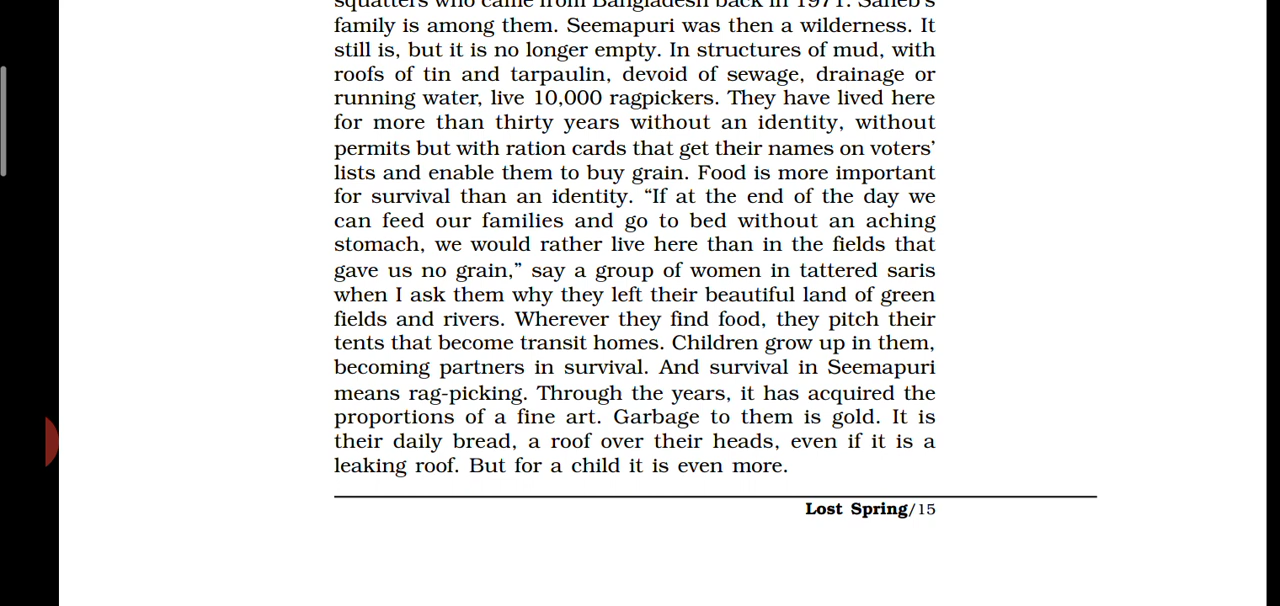 squatters who came from Bangladesh back in 1971. Saheb's
family is among them. Seemapuri was then a wilderness. It
still is, but it is no longer empty. In structures of mud, with
roofs of tin and tarpaulin, devoid of sewage, drainage or
running water, live 10,000 ragpickers. They have lived here
for more than thirty years without an identity, without
permits but with ration cards that get their names on voters’
lists and enable them to buy grain. Food is more important
for survival than an identity. “If at the end of the day we
can feed our families and go to bed without an aching
stomach, we would rather live here than in the fields that
gave us no grain,” say a group of women in tattered saris
when I ask them why they left their beautiful land of green
fields and rivers. Wherever they find food, they pitch their
tents that become transit homes. Children grow up in them,
becoming partners in survival. And survival in Seemapuri
means rag-picking. Through the years, it has acquired the
proportions of a fine art. Garbage to them is gold. It is
their daily bread, a roof over their heads, even if it is a
leaking roof. But for a child it is even more.
Lost Spring/15